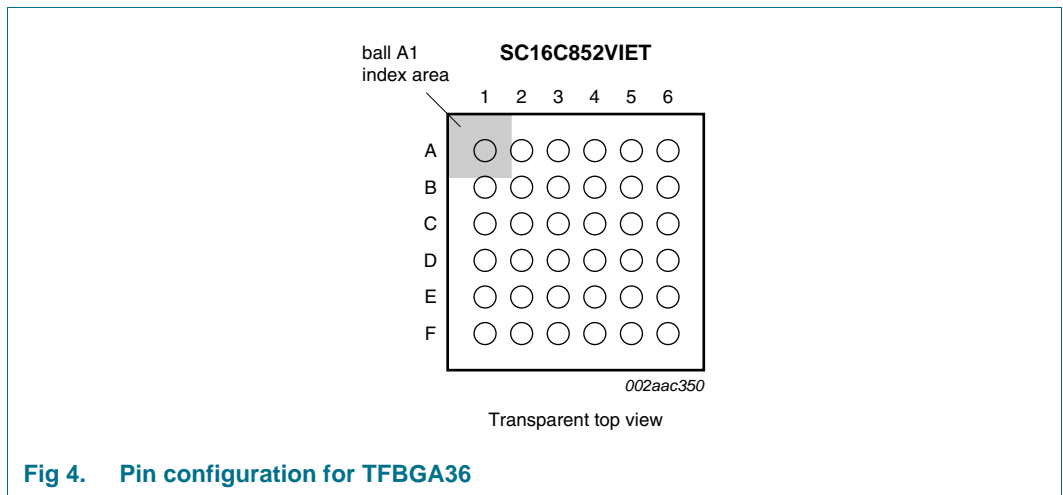 ball A1
index area
SC16C852VIET
1 2 3 4 5 6
A
B
C
D
E
F
002aac350
Transparent top view
Fig 4. Pin configuration for TFBGA36